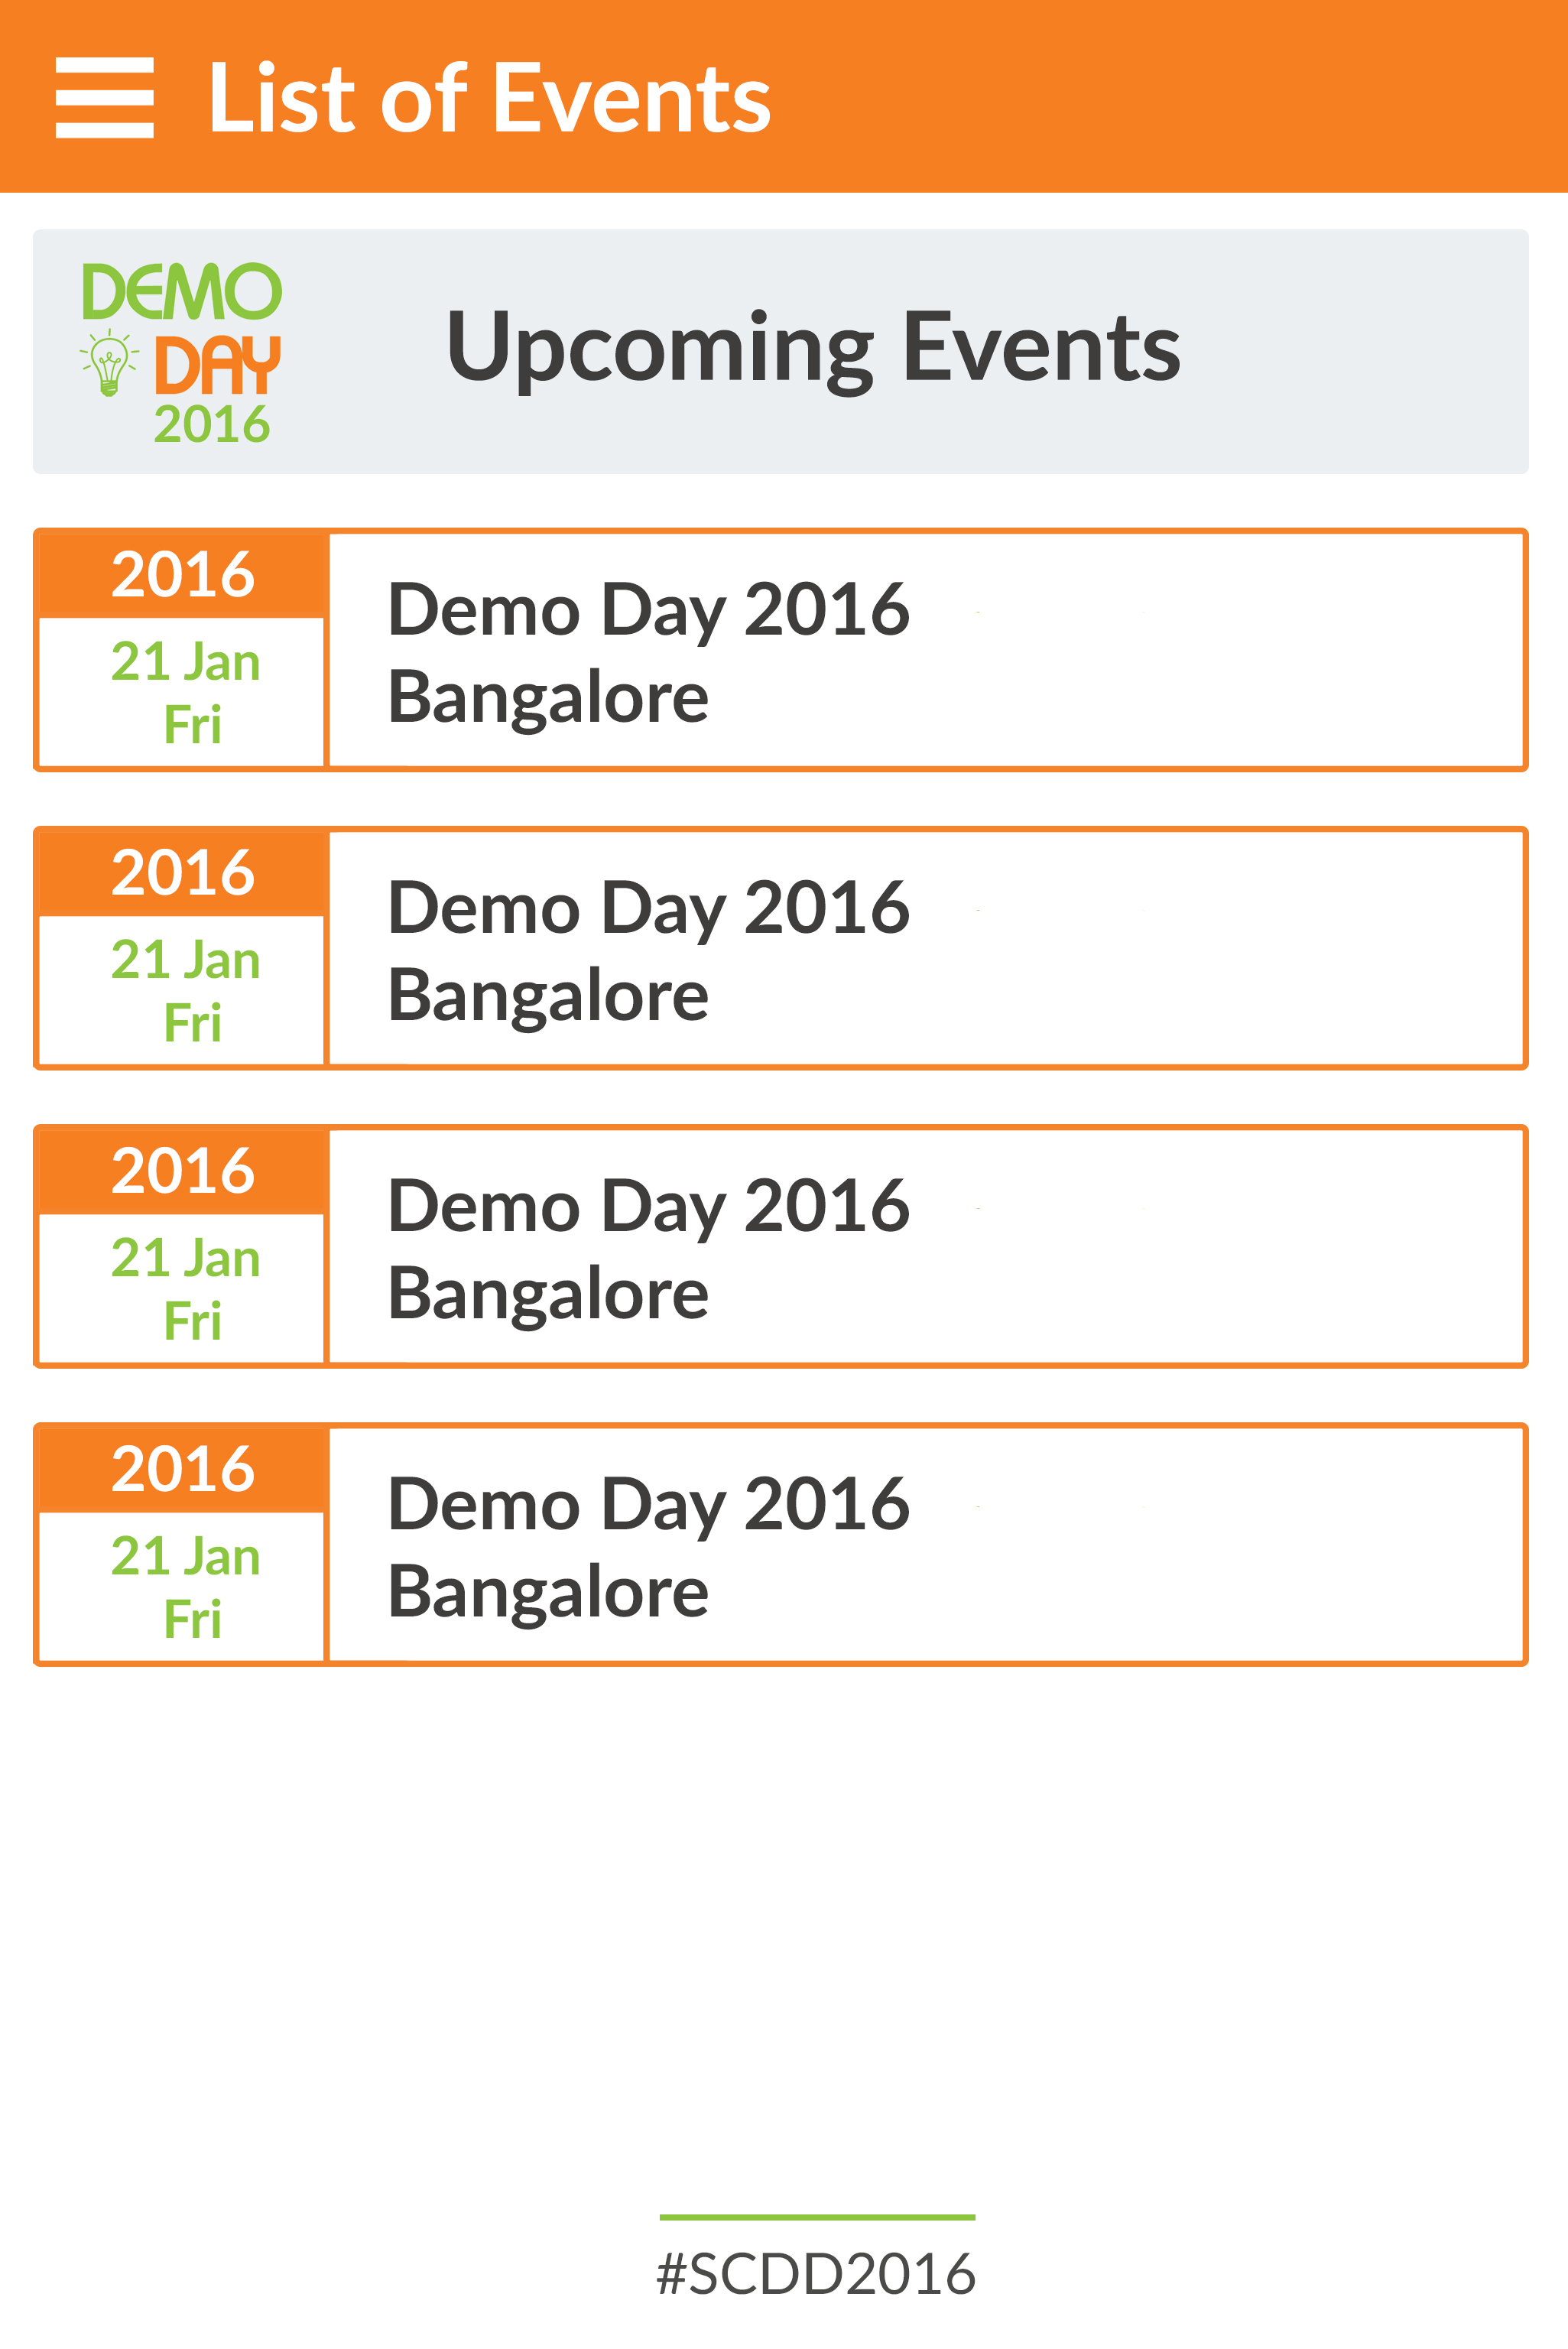 List of Events
DEMO
DAY
2016
Upcoming Events
2016
21 Jan
Fri
Demo Day 2016
Bangalore
2016
21 Jan
Fri
Demo Day 2016
Bangalore
2016
21 Jan
Fri
Demo Day 2016
Bangalore
2016
21 Jan
Fri
Demo Day 2016
Bangalore
#SCDD2016